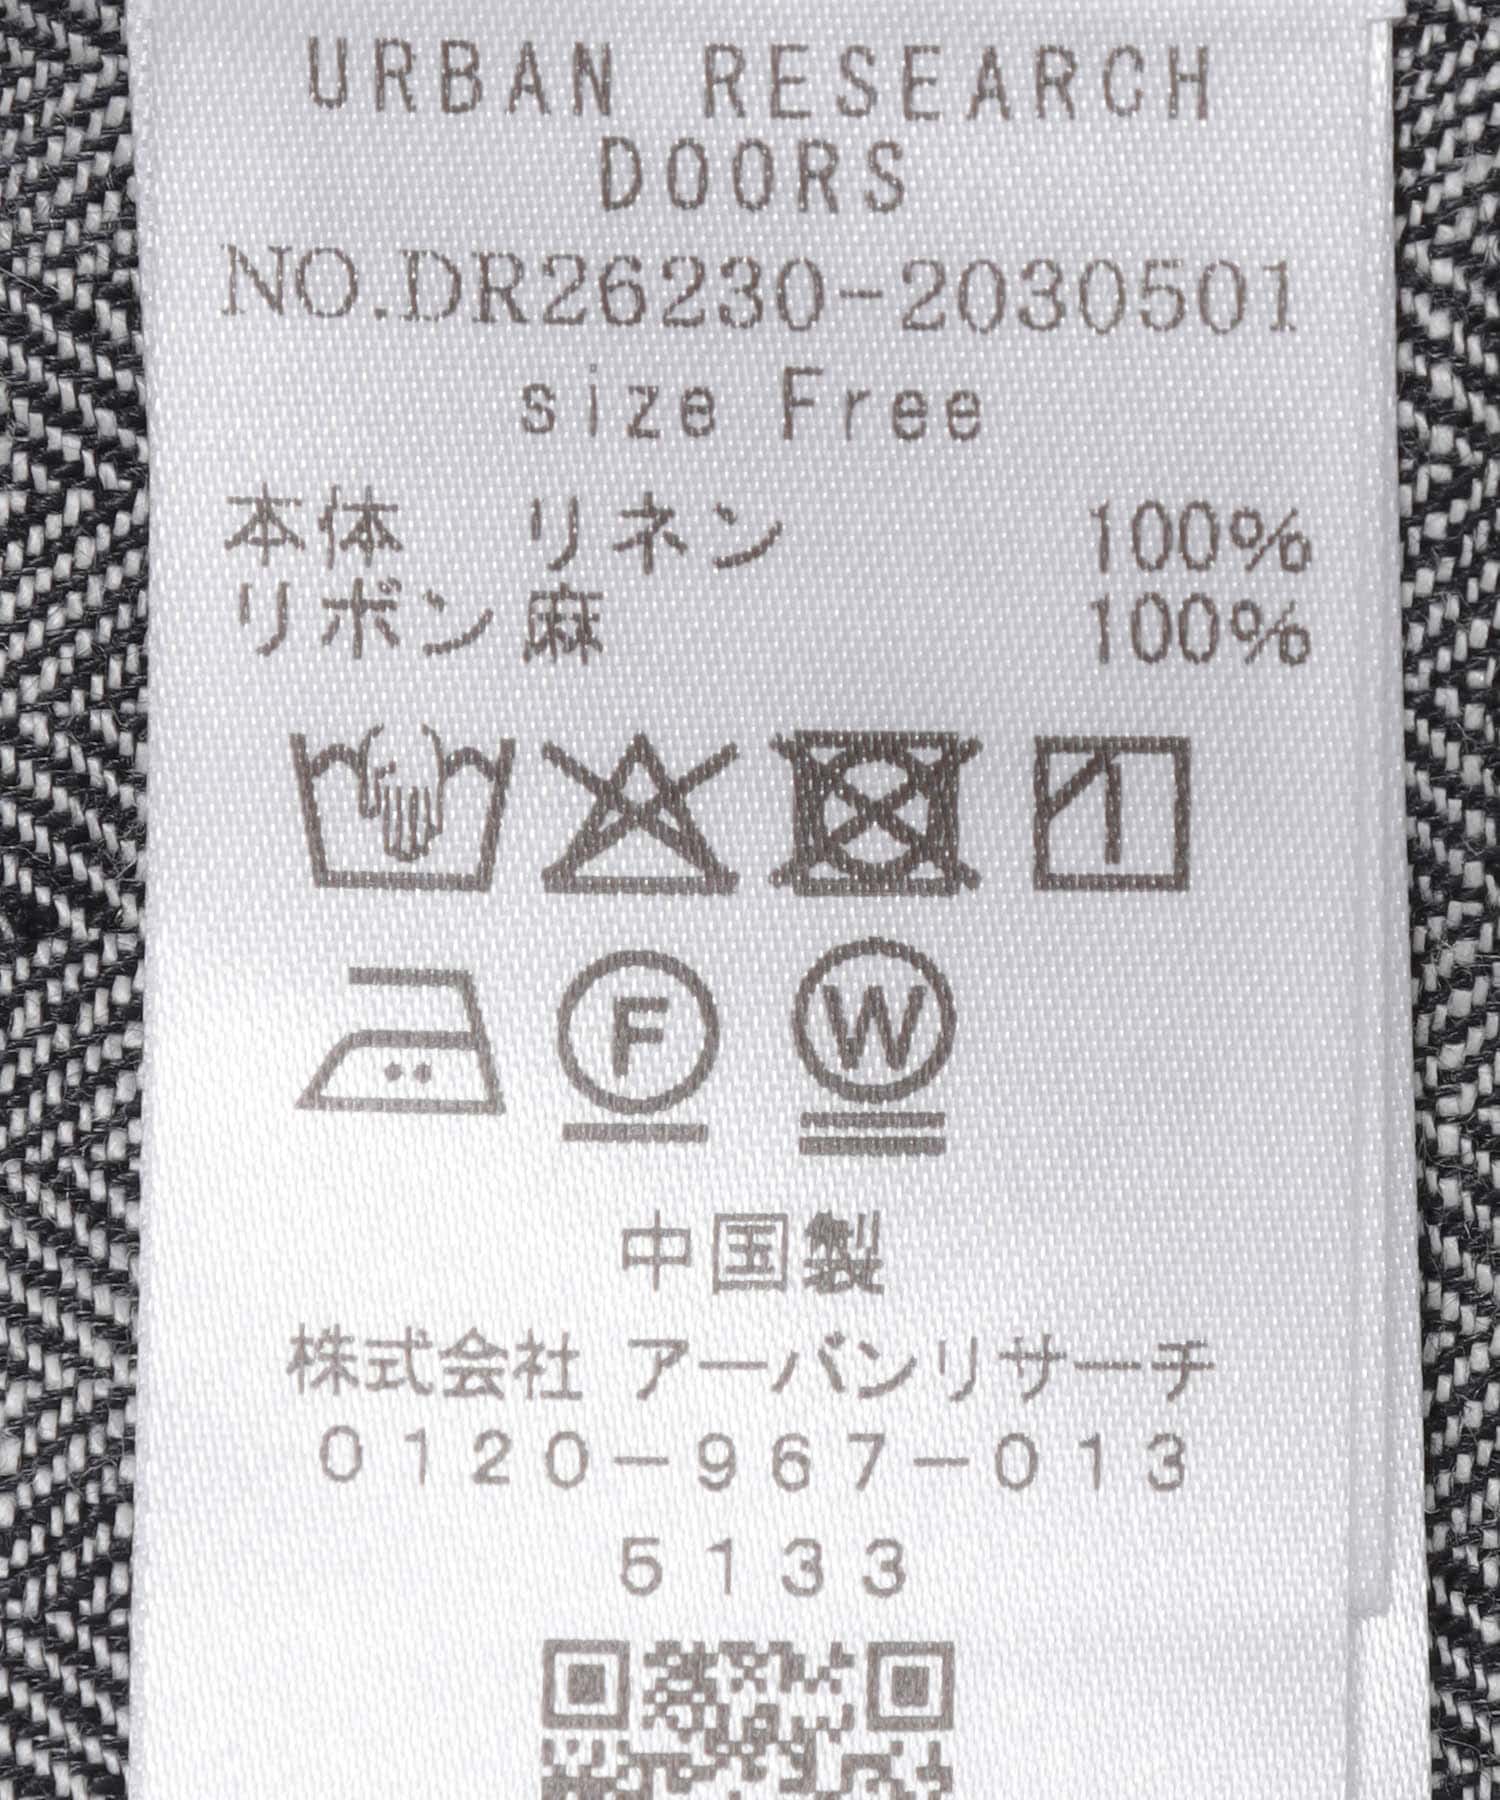 URBAN RESEARCH
DOORS
NO.DR26230-2030501
size Free
本体 リネン 100%
リボン 麻 100%
F W
中国製
株式会社 アーバンリサーチ
0120-967-013
5133